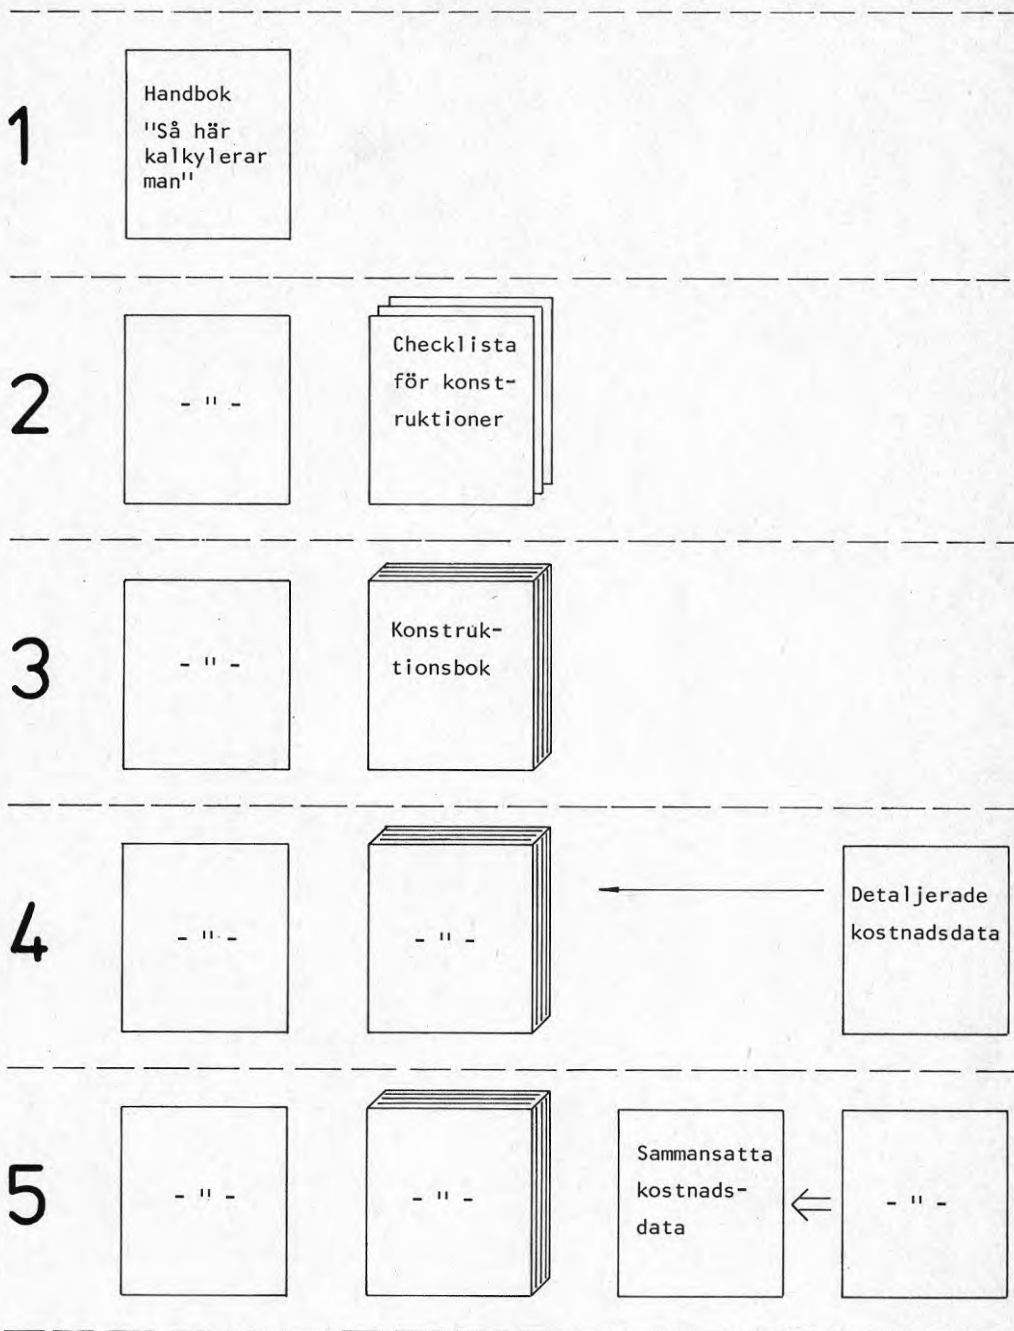 1
Handbok
"Så här
kalkylerar
man"
2
- " -
Checklista
för konst-
ruktioner
3
- " -
Konstruk-
tionsbok
4
- " -
- " -
Detaljerade
kostnadsdata
5
- " -
- " -
Sammansatta
kostnads-
data
- " -